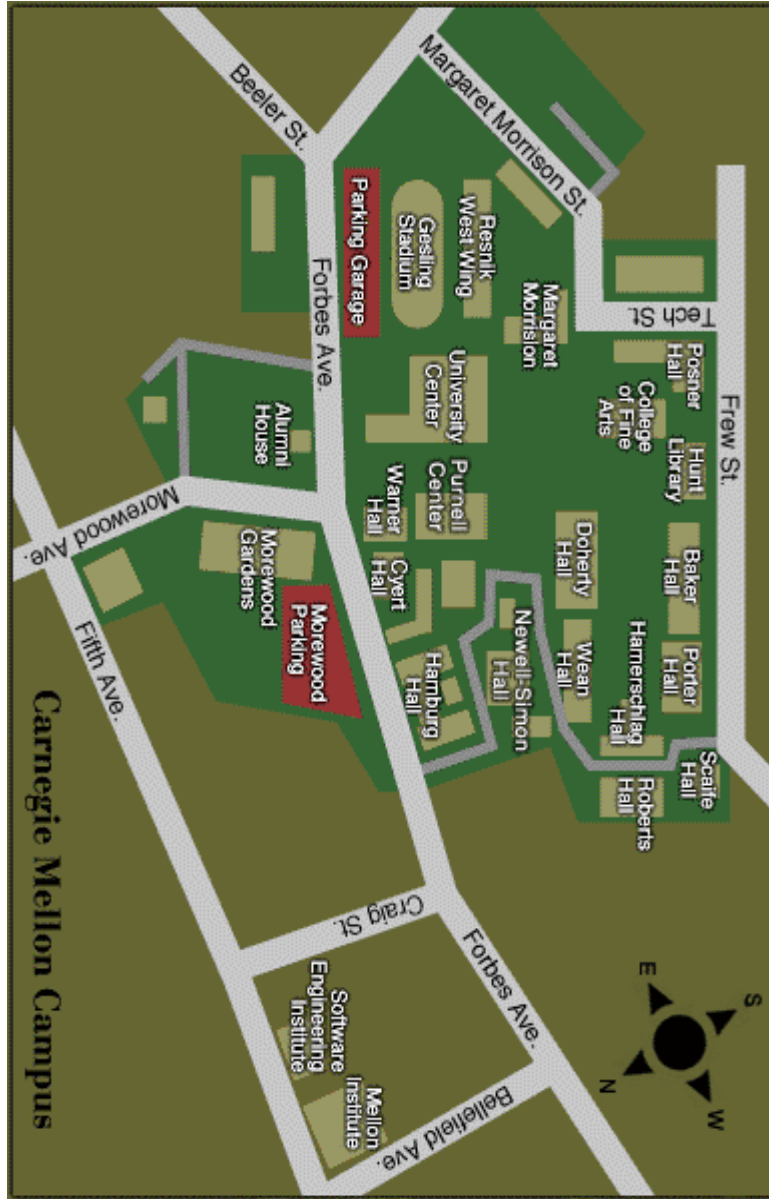 Beeler St.
Margaret Morrison St.
Forbes Ave.
Parking Garage
Gesling
Stadium
Resnik
West Wing
Margaret
Morrision
Tech St.
Frew St.
Posner
Hall
College
of Fine
Arts
Hunt
Library
University
Center
Alumni
House
Morewood Ave.
Morewood
Gardens
Morewood
Parking
Warner
Hall
Purnell
Center
Cyert
Hall
Doherty
Hall
Baker
Hall
Porter
Hall
Hamerschlag
Hall
Wean
Hall
Newell-Simon
Hall
Hamburg
Hall
Scaife
Hall
Roberts
Hall
Fifth Ave.
Craig St.
Forbes Ave.
Software
Engineering
Institute
Mellon
Institute
Bellefield Ave.
S
E
W
N
Carnegie Mellon Campus